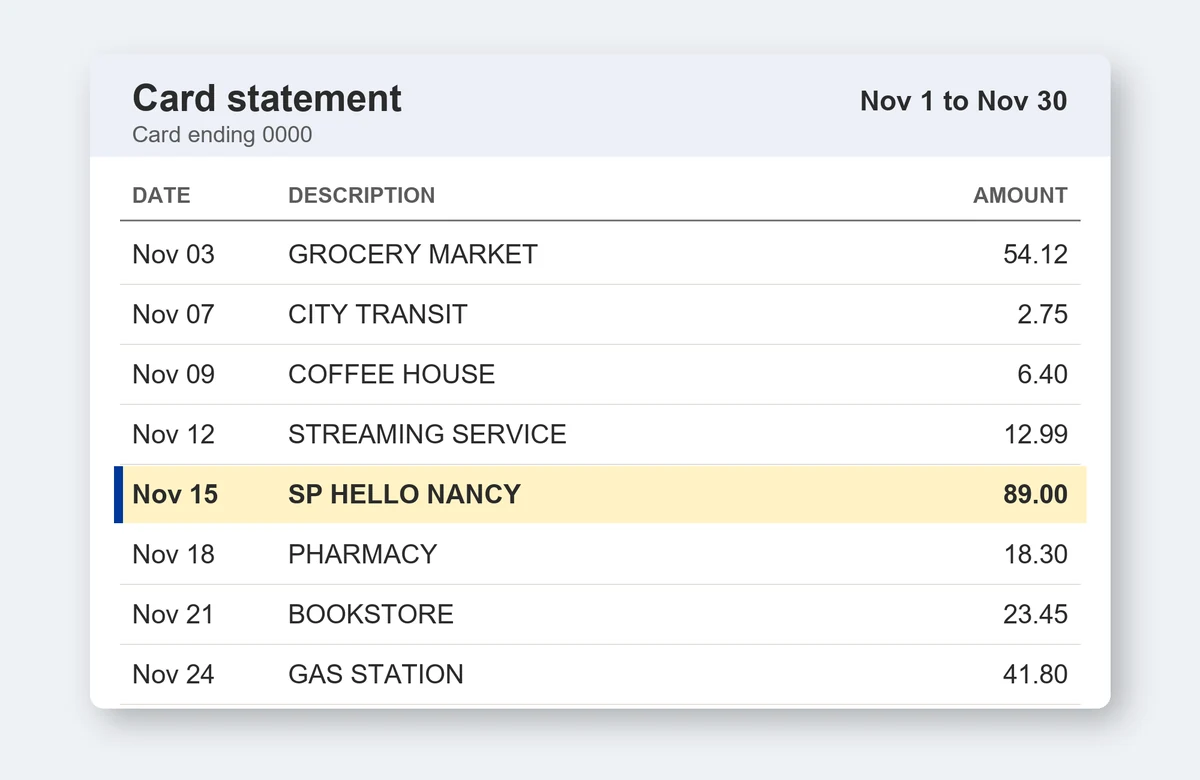 Card statement
Nov 1 to Nov 30
Card ending 0000
DATE DESCRIPTION AMOUNT
Nov 03 GROCERY MARKET 54.12
Nov 07 CITY TRANSIT 2.75
Nov 09 COFFEE HOUSE 6.40
Nov 12 STREAMING SERVICE 12.99
Nov 15 SP HELLO NANCY 89.00
Nov 18 PHARMACY 18.30
Nov 21 BOOKSTORE 23.45
Nov 24 GAS STATION 41.80